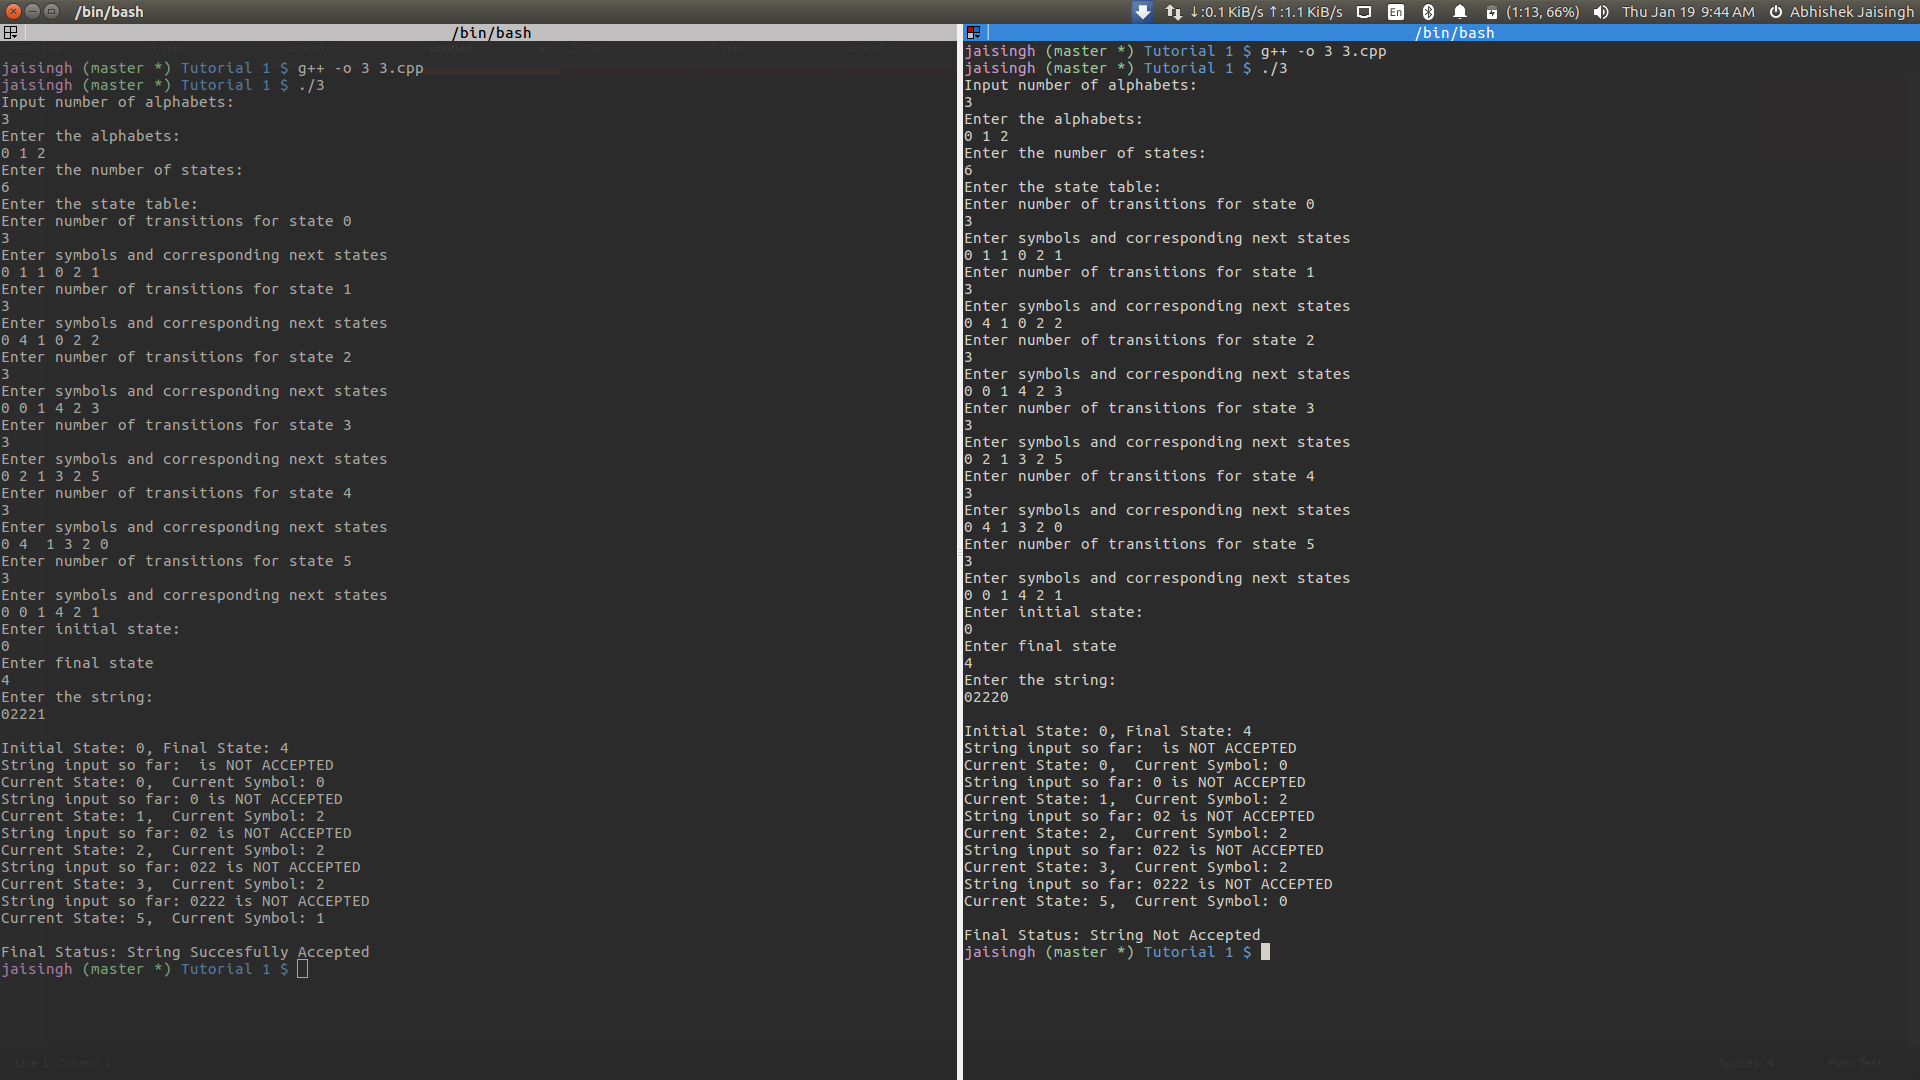 /bin/bash
↓:0.1 KiB/s ↑:1.1 KiB/s En (1:13, 66%) Thu Jan 19 9:44 AM Abhishek Jaisingh
/bin/bash
jaisingh (master *) Tutorial 1 $ g++ -o 3 3.cpp
jaisingh (master *) Tutorial 1 $ ./3
Input number of alphabets:
3
Enter the alphabets:
0 1 2
Enter the number of states:
6
Enter the state table:
Enter number of transitions for state 0
3
Enter symbols and corresponding next states
0 1 1 0 2 1
Enter number of transitions for state 1
3
Enter symbols and corresponding next states
0 4 1 0 2 2
Enter number of transitions for state 2
3
Enter symbols and corresponding next states
0 0 1 4 2 3
Enter number of transitions for state 3
3
Enter symbols and corresponding next states
0 2 1 3 2 5
Enter number of transitions for state 4
3
Enter symbols and corresponding next states
0 4  1 3 2 0
Enter number of transitions for state 5
3
Enter symbols and corresponding next states
0 0 1 4 2 1
Enter initial state:
0
Enter final state
4
Enter the string:
02221
Initial State: 0, Final State: 4
String input so far:  is NOT ACCEPTED
Current State: 0,  Current Symbol: 0
String input so far: 0 is NOT ACCEPTED
Current State: 1,  Current Symbol: 2
String input so far: 02 is NOT ACCEPTED
Current State: 2,  Current Symbol: 2
String input so far: 022 is NOT ACCEPTED
Current State: 3,  Current Symbol: 2
String input so far: 0222 is NOT ACCEPTED
Current State: 5,  Current Symbol: 1
Final Status: String Succesfully Accepted
jaisingh (master *) Tutorial 1 $
Line 1, Column 1
/bin/bash
jaisingh (master *) Tutorial 1 $ g++ -o 3 3.cpp
jaisingh (master *) Tutorial 1 $ ./3
Input number of alphabets:
3
Enter the alphabets:
0 1 2
Enter the number of states:
6
Enter the state table:
Enter number of transitions for state 0
3
Enter symbols and corresponding next states
0 1 1 0 2 1
Enter number of transitions for state 1
3
Enter symbols and corresponding next states
0 4 1 0 2 2
Enter number of transitions for state 2
3
Enter symbols and corresponding next states
0 0 1 4 2 3
Enter number of transitions for state 3
3
Enter symbols and corresponding next states
0 2 1 3 2 5
Enter number of transitions for state 4
3
Enter symbols and corresponding next states
0 4 1 3 2 0
Enter number of transitions for state 5
3
Enter symbols and corresponding next states
0 0 1 4 2 1
Enter initial state:
0
Enter final state
4
Enter the string:
02220
Initial State: 0, Final State: 4
String input so far:  is NOT ACCEPTED
Current State: 0,  Current Symbol: 0
String input so far: 0 is NOT ACCEPTED
Current State: 1,  Current Symbol: 2
String input so far: 02 is NOT ACCEPTED
Current State: 2,  Current Symbol: 2
String input so far: 022 is NOT ACCEPTED
Current State: 3,  Current Symbol: 2
String input so far: 0222 is NOT ACCEPTED
Current State: 5,  Current Symbol: 0
Final Status: String Not Accepted
jaisingh (master *) Tutorial 1 $
Spaces: 4 Plain Text